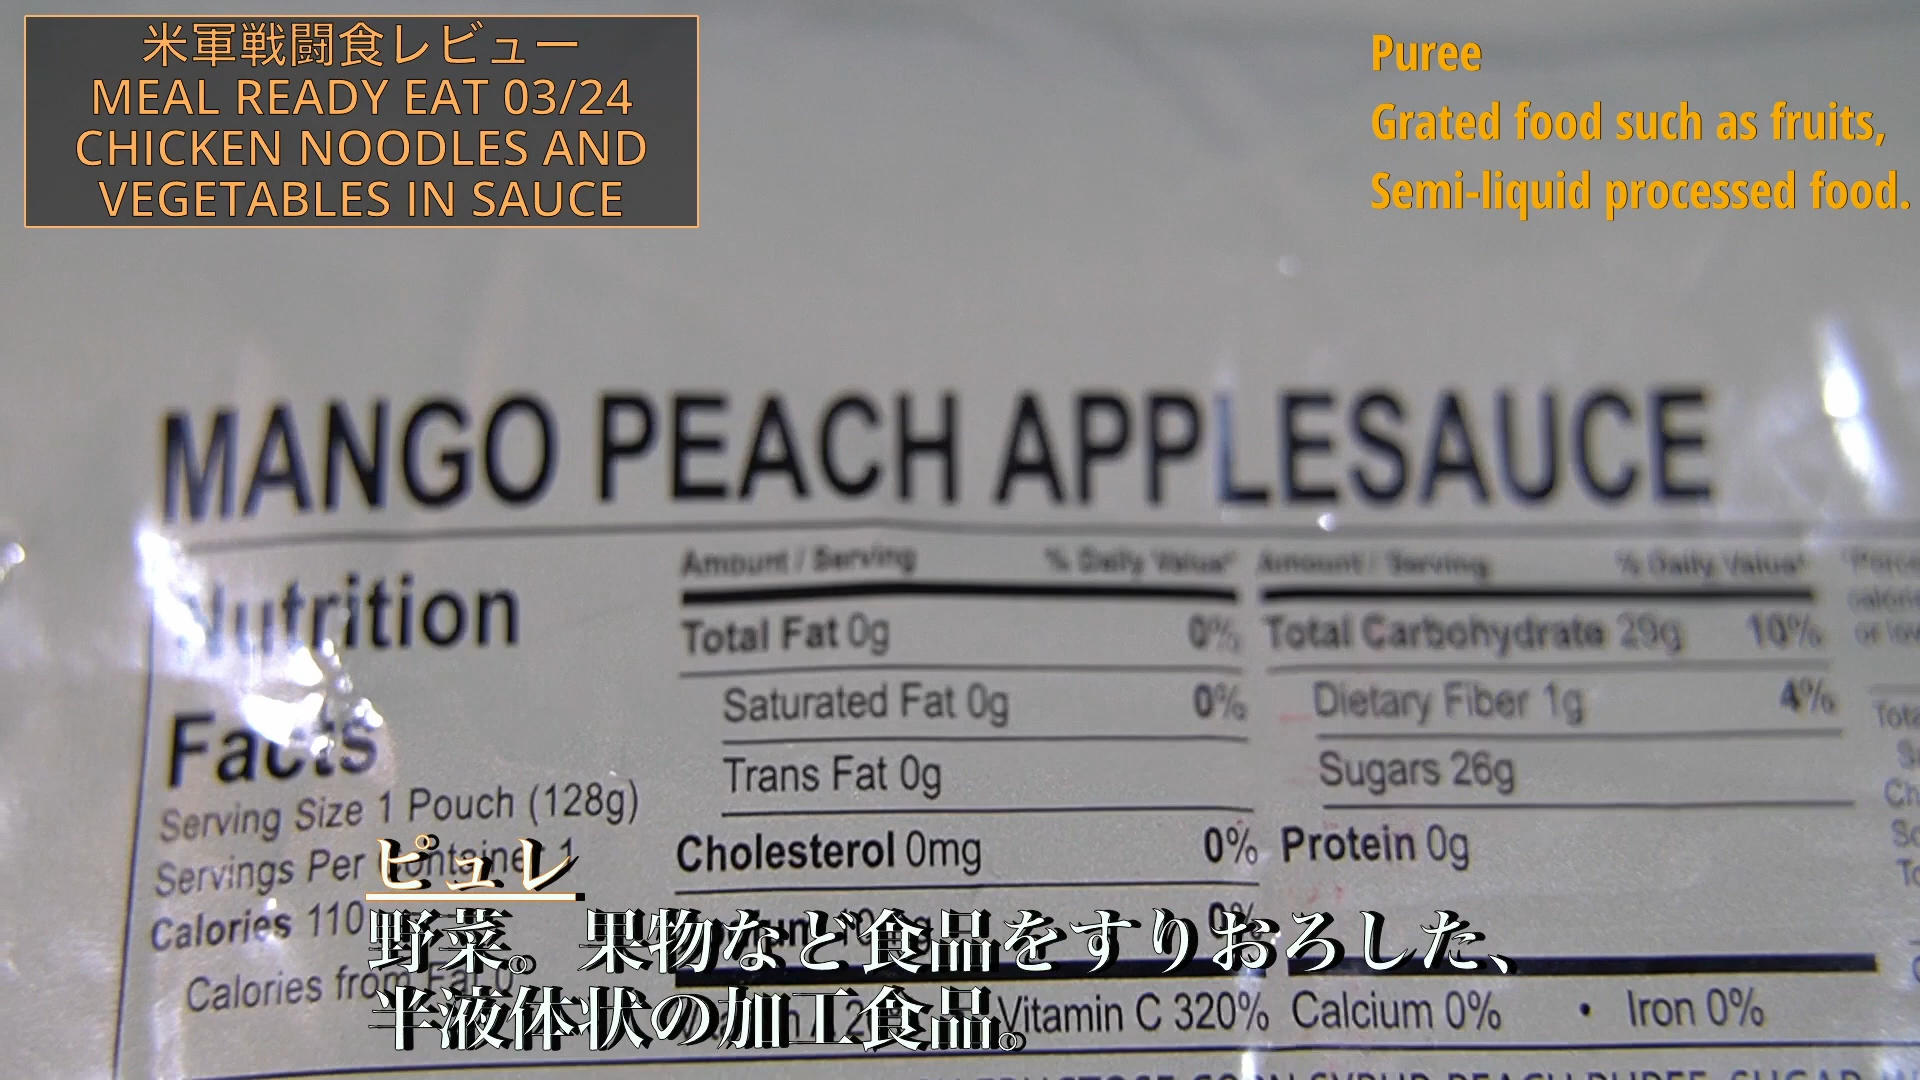 米軍戦闘食レビュー
MEAL READY EAT 03/24
CHICKEN NOODLES AND
VEGETABLES IN SAUCE
Puree
Grated food such as fruits,
Semi-liquid processed food.
MANGO PEACH APPLESAUCE
Nutrition
Facts
Serving Size 1 Pouch (128g)
Servings Per Container 1
Calories 110
Calories from Fat 0
Amount / Serving % Daily Value*
Total Fat 0g 0%
Saturated Fat 0g 0%
Trans Fat 0g
Cholesterol 0mg 0%
0%
Amount / Serving % Daily Value*
Total Carbohydrate 29g 10%
Dietary Fiber 1g 4%
Sugars 26g
Protein 0g
Vitamin C 320% Calcium 0% • Iron 0%
ピュレ
野菜。果物など食品をすりおろした、
半液体状の加工食品。